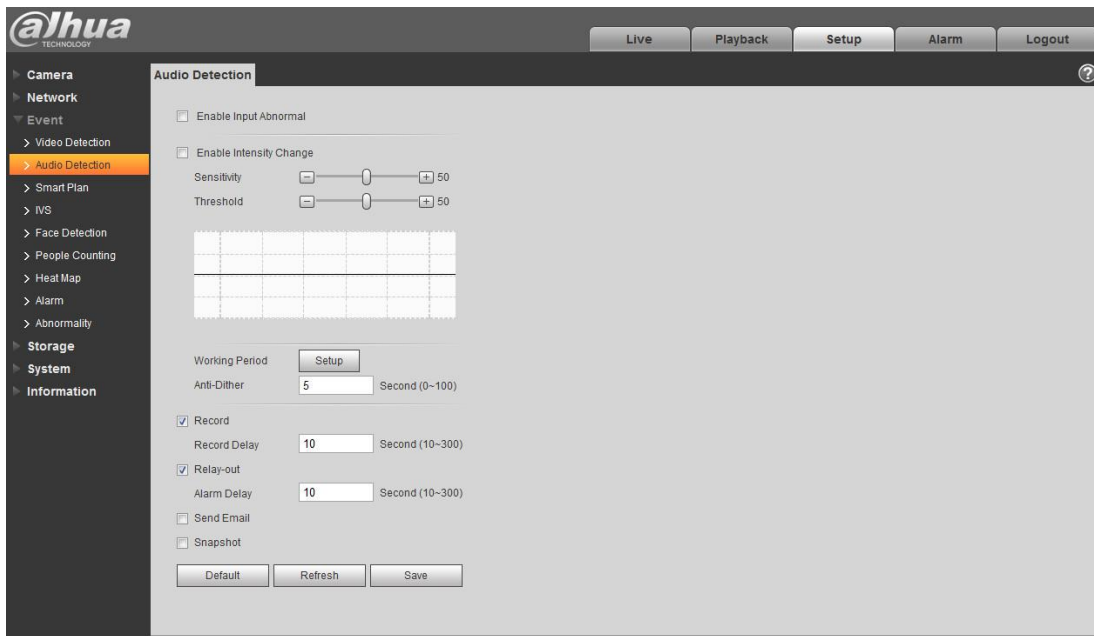 alhua
TECHNOLOGY
Live Playback Setup Alarm Logout
Camera
Network
Event
Video Detection
Audio Detection
Smart Plan
IVS
Face Detection
People Counting
Heat Map
Alarm
Abnormality
Storage
System
Information
Audio Detection
?
Enable Input Abnormal
Enable Intensity Change
Sensitivity 50
Threshold 50
Working Period Setup
Anti-Dither 5 Second (0~100)
Record
Record Delay 10 Second (10~300)
Relay-out
Alarm Delay 10 Second (10~300)
Send Email
Snapshot
Default Refresh Save